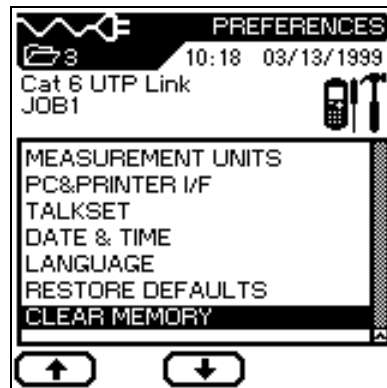 PREFERENCES
3 10:18 03/13/1999
Cat 6 UTP Link
JOB1
MEASUREMENT UNITS
PC&PRINTER I/F
TALKSET
DATE & TIME
LANGUAGE
RESTORE DEFAULTS
CLEAR MEMORY